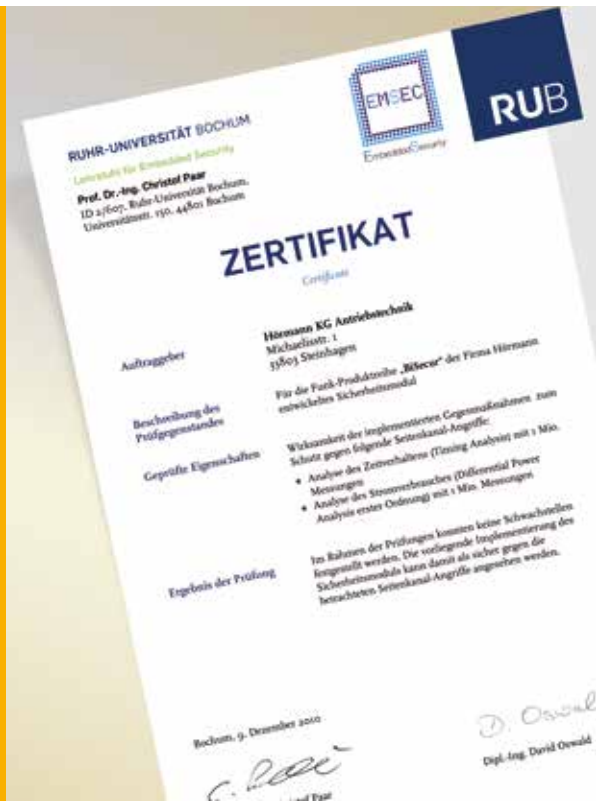 RUHR-UNIVERSITÄT BOCHUM
Lehrstuhl für Embedded Security
Prof. Dr.-Ing. Christof Paar
ID 2/607, Ruhr-Universität Bochum,
Universitätsstr. 150, 44801 Bochum
EMSEC
Embedded Security
RUB
ZERTIFIKAT
Certificate
Auftraggeber
Hörmann KG Antriebstechnik
Michaelisstr. 1
33803 Steinhagen
Beschreibung des
Prüfgegenstandes
Für die Funk-Produktreihe „BiSecur" der Firma Hörmann
entwickeltes Sicherheitsmodul
Geprüfte Eigenschaften
Wirksamkeit der implementierten Gegenmaßnahmen zum
Schutz gegen folgende Seitenkanal-Angriffe:
• Analyse des Zeitverhaltens (Timing Analysis) mit 1 Mio.
Messungen
• Analyse des Stromverbrauches (Differential Power
Analysis erster Ordnung) mit 1 Mio. Messungen
Ergebnis der Prüfung
Im Rahmen der Prüfungen konnten keine Schwachstellen
festgestellt werden. Die vorliegende Implementierung des
Sicherheitsmoduls kann damit als sicher gegen die
betrachteten Seitenkanal-Angriffe angesehen werden.
Bochum, 9. Dezember 2010
D. Oswald
Dipl.-Ing. David Oswald
Paar